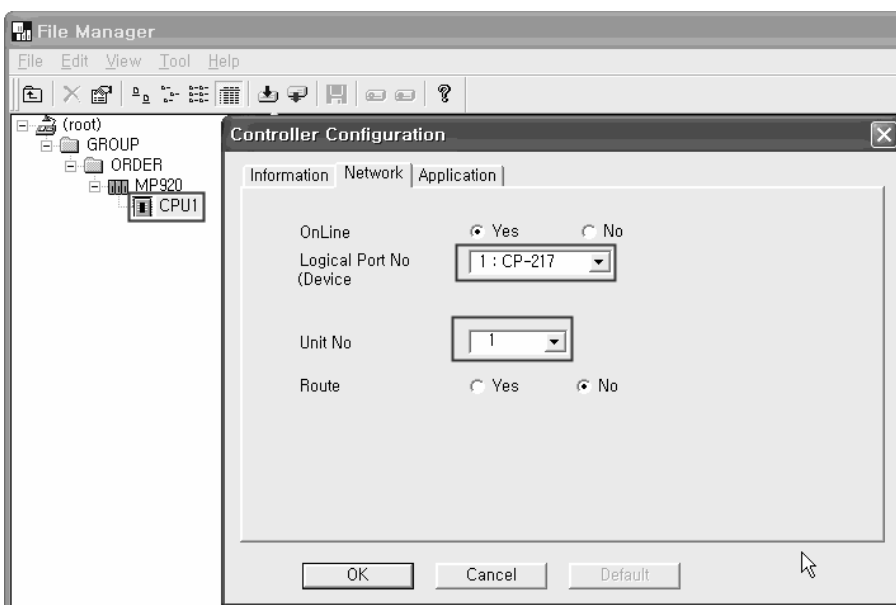 File Manager
File Edit View Tool Help
(root)
GROUP
ORDER
MP920
CPU1
Controller Configuration
Information Network Application
OnLine Yes No
Logical Port No 1 : CP-217
(Device
Unit No 1
Route Yes No
OK Cancel Default